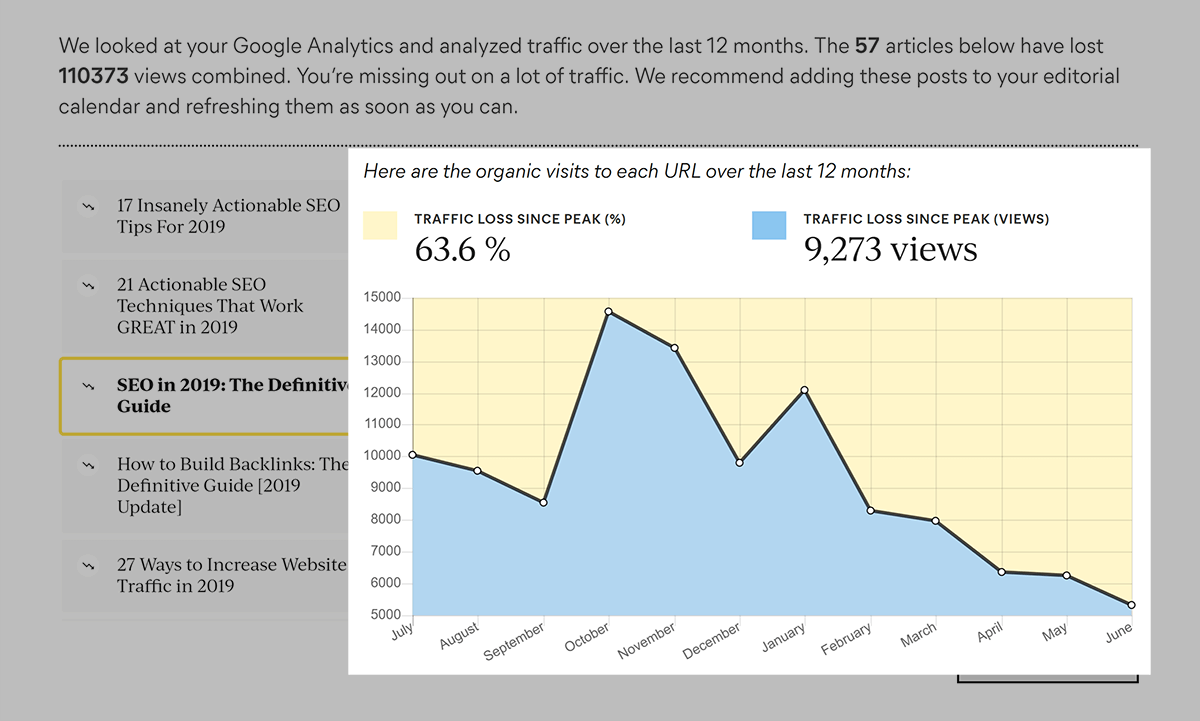 We looked at your Google Analytics and analyzed traffic over the last 12 months. The 57 articles below have lost
110373 views combined. You’re missing out on a lot of traffic. We recommend adding these posts to your editorial
calendar and refreshing them as soon as you can.
17 Insanely Actionable SEO
Tips For 2019
21 Actionable SEO
Techniques That Work
GREAT in 2019
SEO in 2019: The Definitiv
Guide
How to Build Backlinks: The
Definitive Guide [2019
Update]
27 Ways to Increase Website
Traffic in 2019
Here are the organic visits to each URL over the last 12 months:
TRAFFIC LOSS SINCE PEAK (%)
63.6 %
TRAFFIC LOSS SINCE PEAK (VIEWS)
9,273 views
15000
14000
13000
12000
11000
10000
9000
8000
7000
6000
5000
July August September October November December January February March April May June